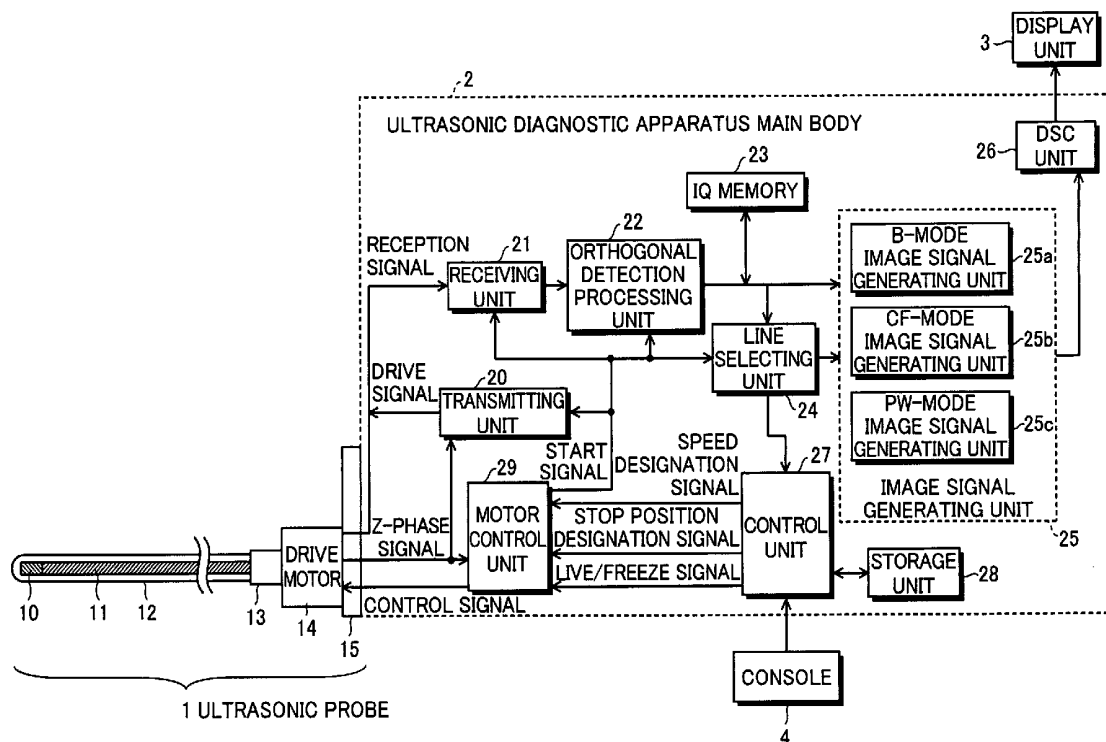 DISPLAY
UNIT
3
2
ULTRASONIC DIAGNOSTIC APPARATUS MAIN BODY
DSC
UNIT
26
23
IQ MEMORY
22
21
RECEPTION
SIGNAL
RECEIVING
UNIT
ORTHOGONAL
DETECTION
PROCESSING
UNIT
B-MODE
IMAGE SIGNAL
GENERATING UNIT
25a
CF-MODE
IMAGE SIGNAL
GENERATING UNIT
25b
LINE
SELECTING
UNIT
24
DRIVE
SIGNAL
20
TRANSMITTING
UNIT
PW-MODE
IMAGE SIGNAL
GENERATING UNIT
25c
START
SIGNAL
SPEED
DESIGNATION
SIGNAL
27
29
IMAGE SIGNAL
GENERATING UNIT
25
Z-PHASE
SIGNAL
MOTOR
CONTROL
UNIT
STOP POSITION
DESIGNATION SIGNAL
CONTROL
UNIT
LIVE/FREEZE SIGNAL
STORAGE
UNIT
28
DRIVE
MOTOR
CONTROL SIGNAL
10
11
12
13
14
15
CONSOLE
4
1 ULTRASONIC PROBE